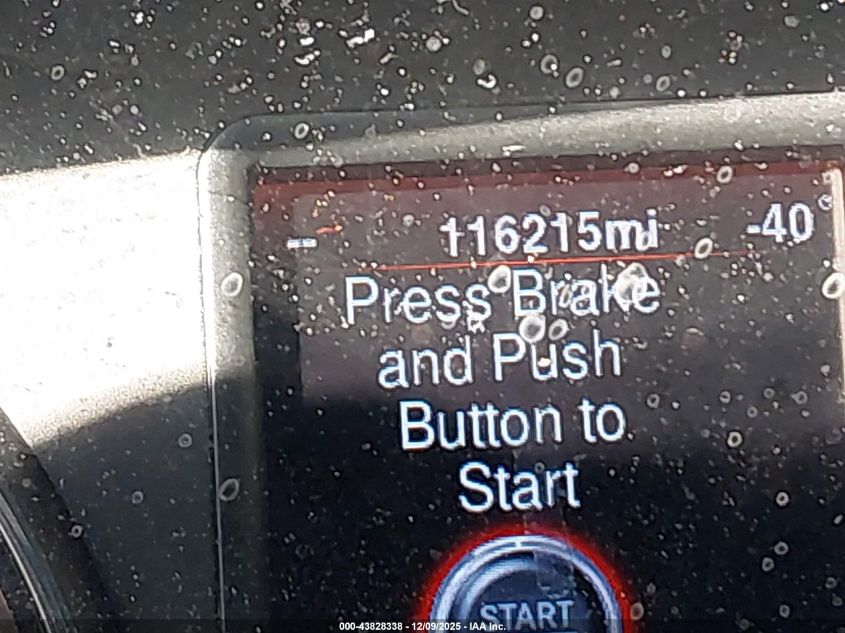 -- 116215mi -40°
Press Brake
and Push
Button to
Start
START
000-43828338 - 12/09/2025 - IAA Inc.